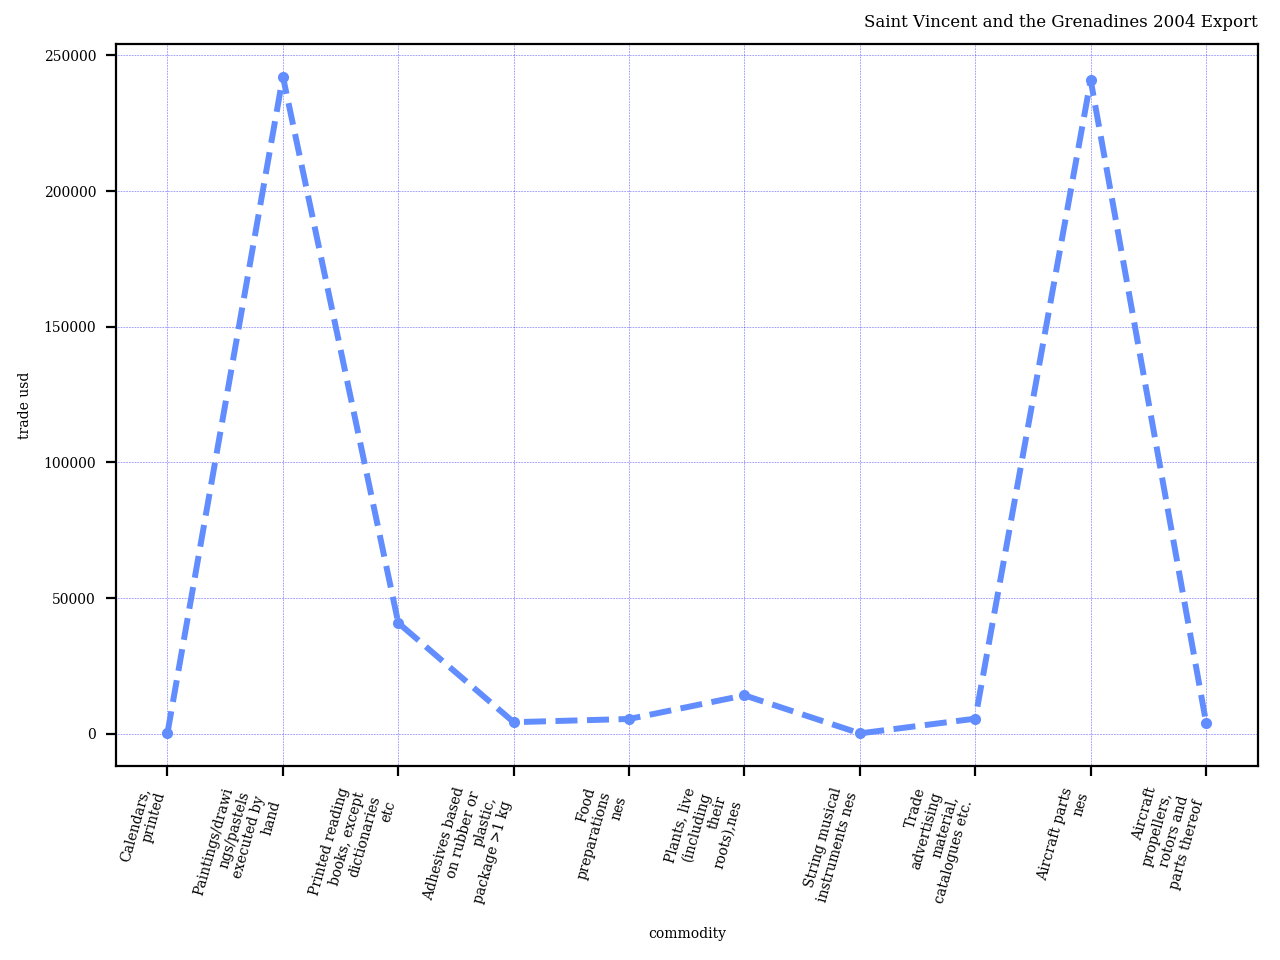 Saint Vincent and the Grenadines 2004 Export
250000
200000
150000
100000
50000
0
trade usd
Calendars,
printed
Paintings/drawi
ngs/pastels
executed by
hand
Printed reading
books, except
dictionaries
etc
Adhesives based
on rubber or
plastic,
package >1 kg
Food
preparations
nes
Plants, live
(including
their
roots),nes
String musical
instruments nes
Trade
advertising
material,
catalogues etc.
Aircraft parts
nes
Aircraft
propellers,
rotors and
parts thereof
commodity